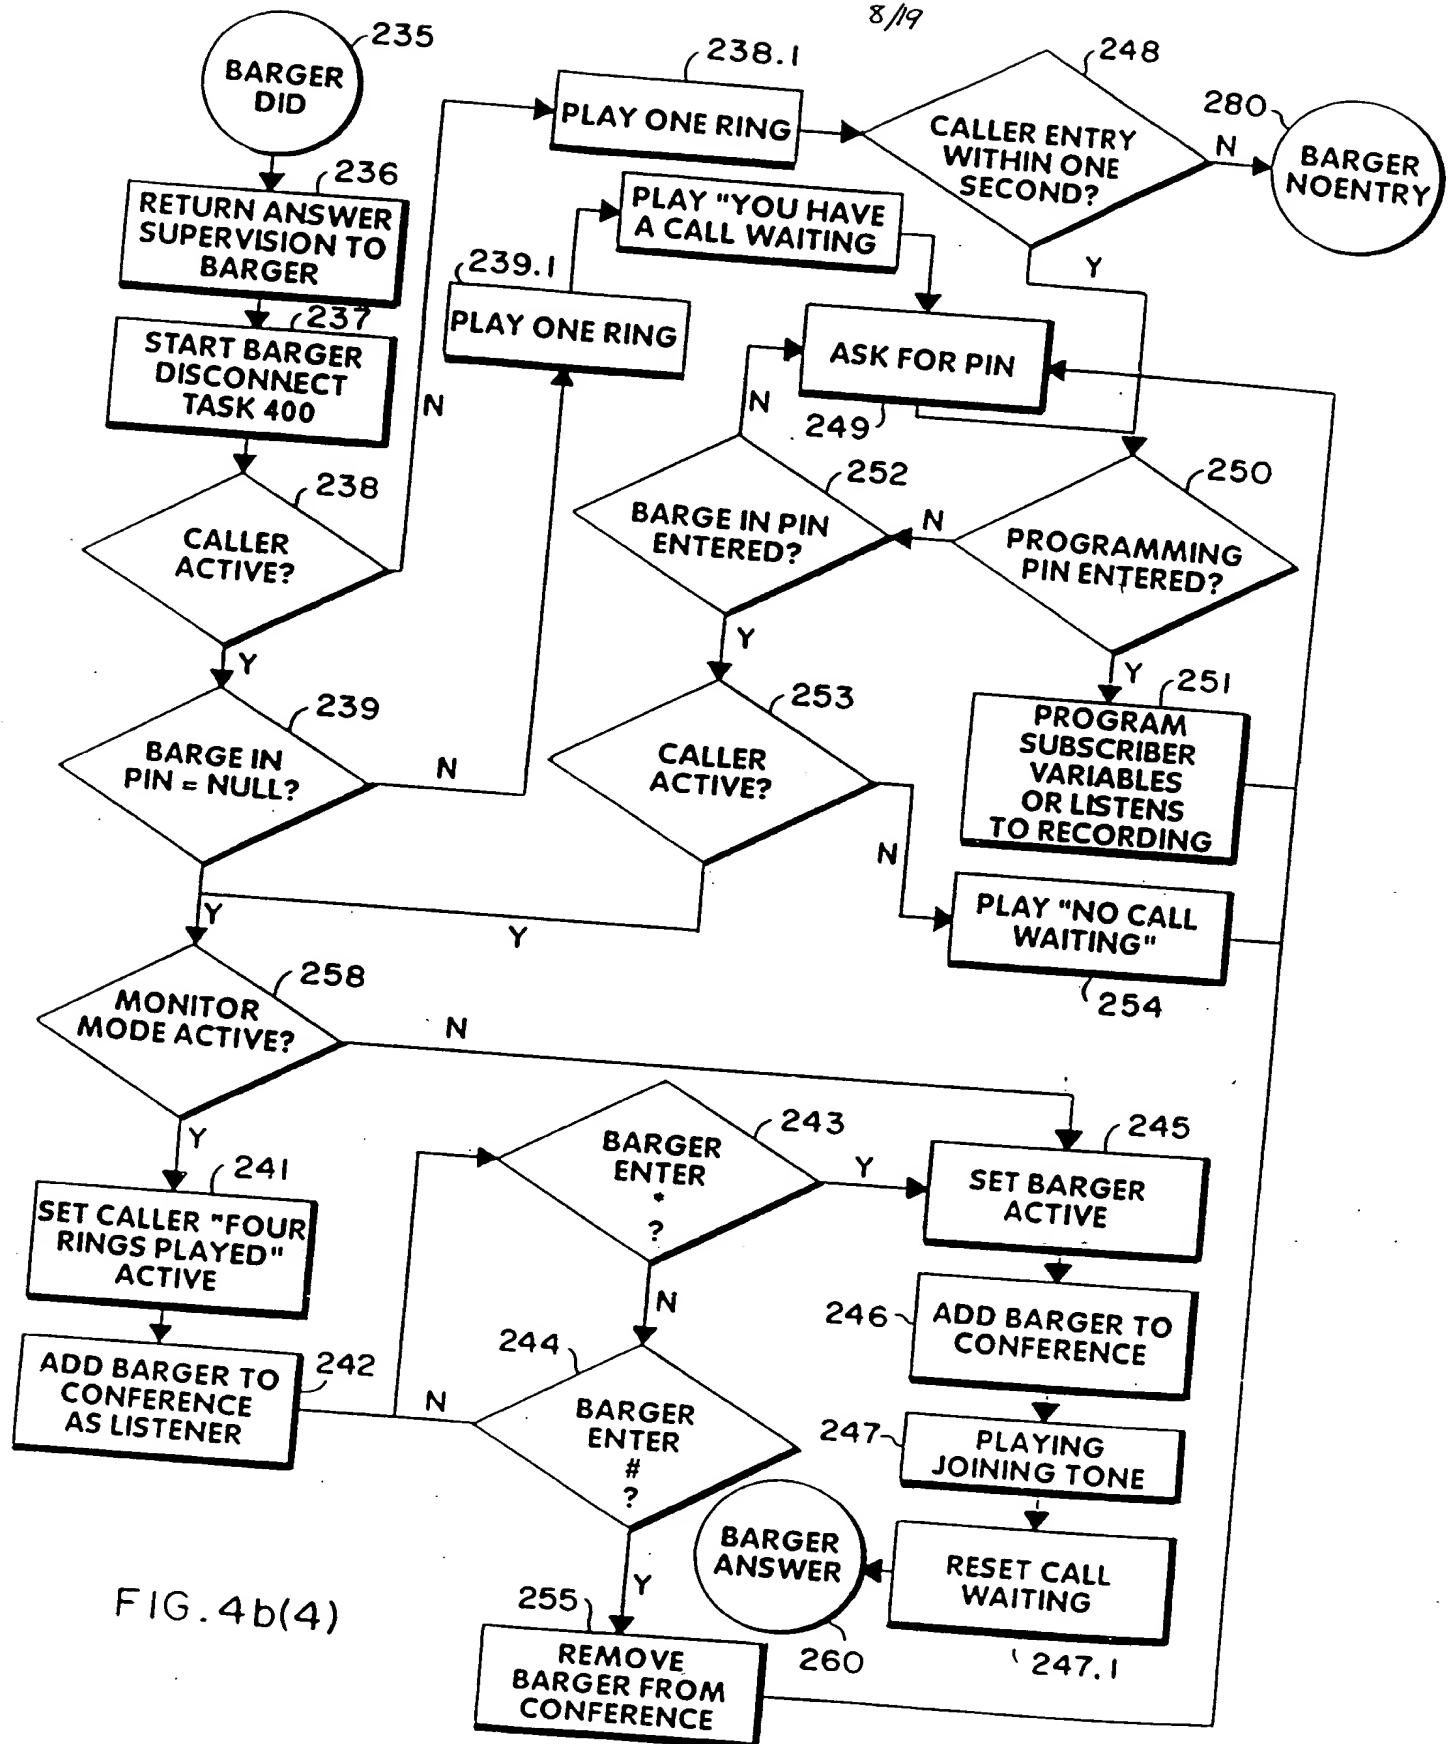 8/19
235
BARGER
DID
236
RETURN ANSWER
SUPERVISION TO
BARGER
237
START BARGER
DISCONNECT
TASK 400
238
CALLER
ACTIVE?
N
Y
239
BARGE IN
PIN = NULL?
N
Y
238.1
PLAY ONE RING
248
CALLER ENTRY
WITHIN ONE
SECOND?
N
Y
280
BARGER
NOENTRY
PLAY "YOU HAVE
A CALL WAITING
239.1
PLAY ONE RING
ASK FOR PIN
249
N
252
BARGE IN PIN
ENTERED?
Y
N
250
PROGRAMMING
PIN ENTERED?
Y
251
PROGRAM
SUBSCRIBER
VARIABLES
OR LISTENS
TO RECORDING
253
CALLER
ACTIVE?
N
Y
PLAY "NO CALL
WAITING"
254
258
MONITOR
MODE ACTIVE?
N
Y
241
SET CALLER "FOUR
RINGS PLAYED"
ACTIVE
242
ADD BARGER TO
CONFERENCE
AS LISTENER
243
BARGER
ENTER
*
?
Y
N
244
BARGER
ENTER
#
?
N
Y
245
SET BARGER
ACTIVE
246
ADD BARGER TO
CONFERENCE
247
PLAYING
JOINING TONE
RESET CALL
WAITING
247.1
BARGER
ANSWER
260
255
REMOVE
BARGER FROM
CONFERENCE
FIG.4b(4)